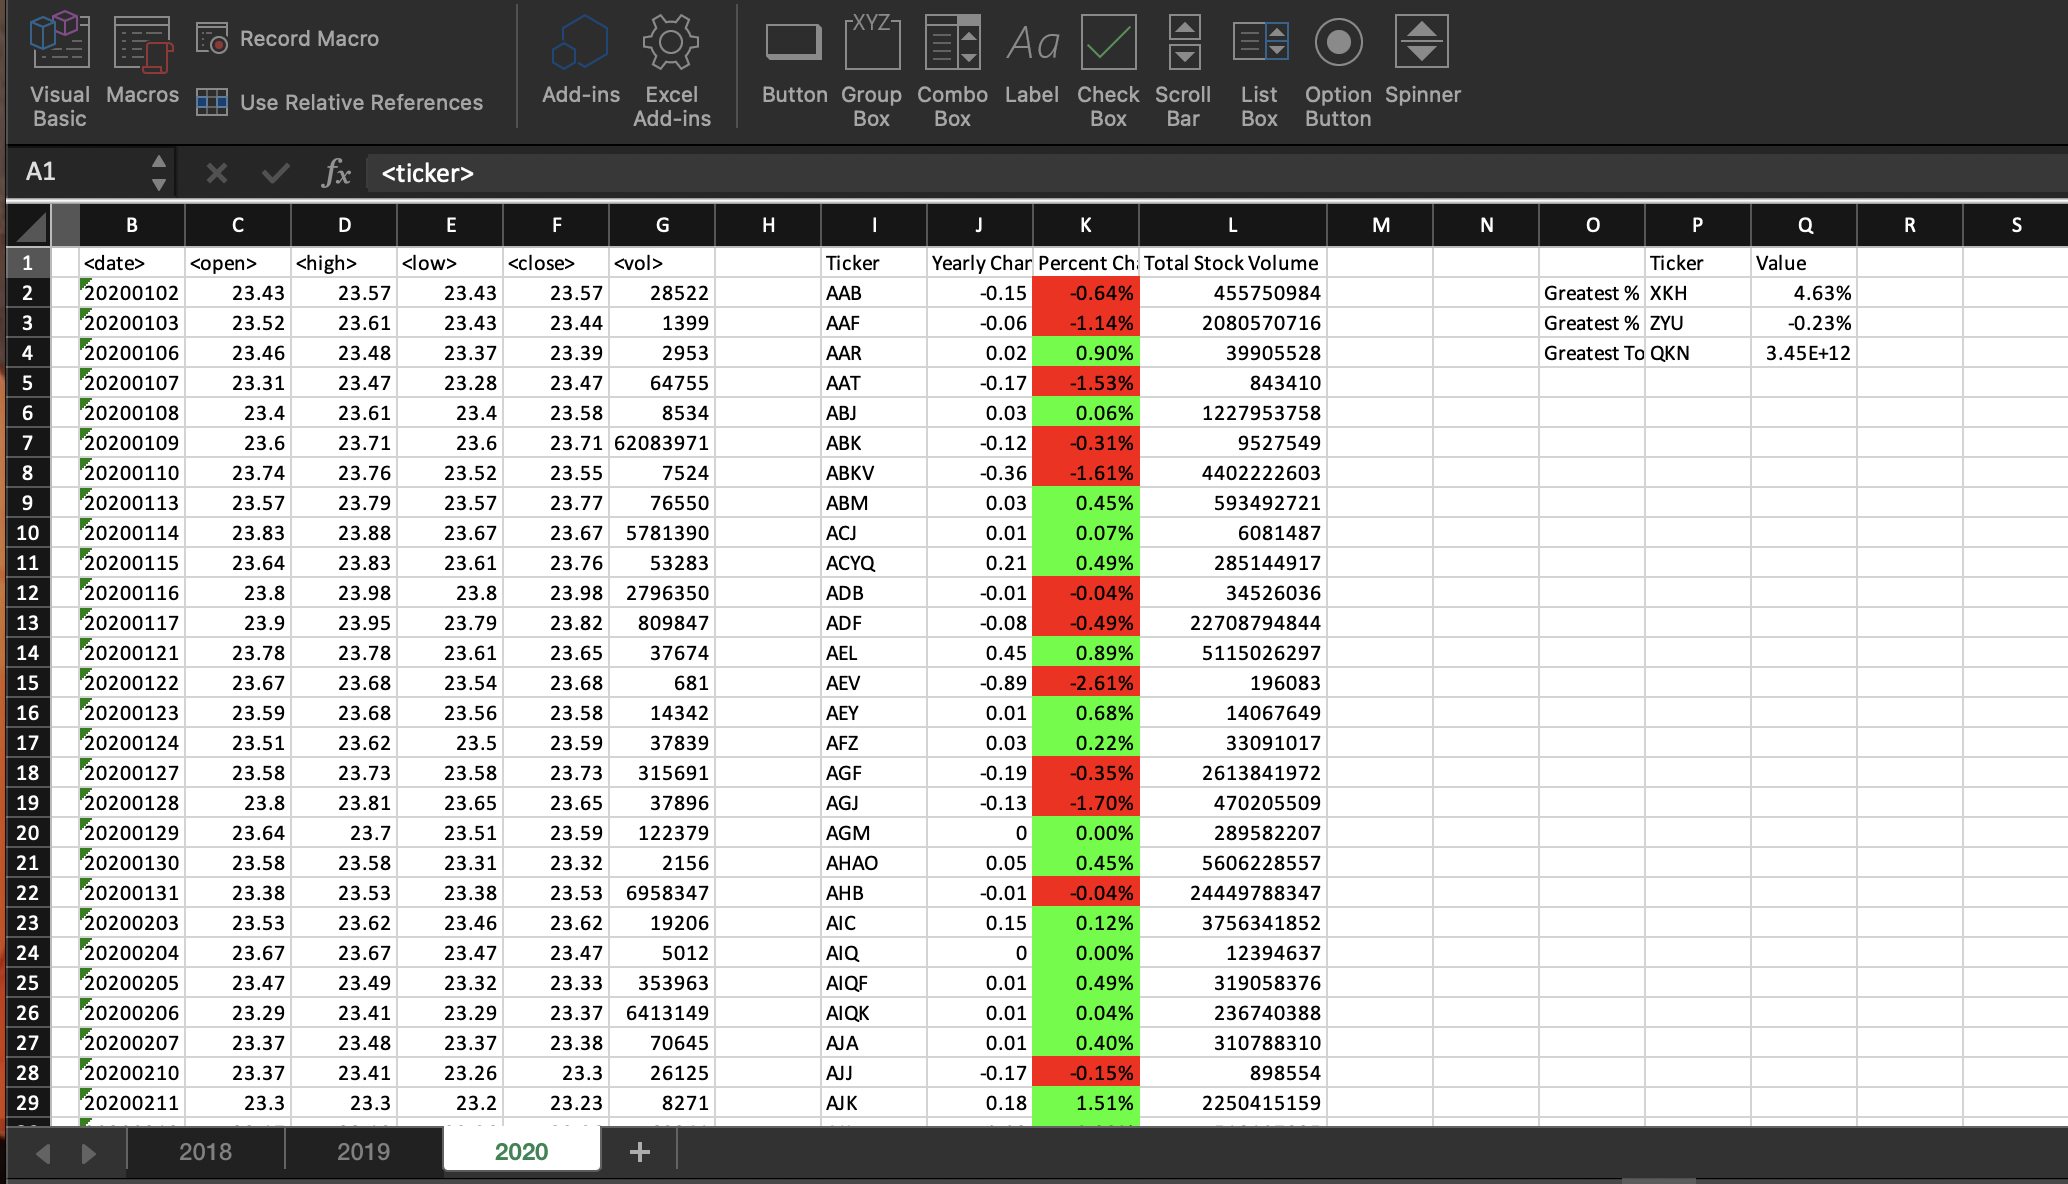 Visual Basic
Macros
Record Macro
Use Relative References
Add-ins
Excel Add-ins
Button
XYZ
Group Box
Combo Box
Aa
Label
Check Box
Scroll Bar
List Box
Option Button
Spinner
A1 fx <ticker>
B C D E F G H I J K L M N O P Q R S
1 <date> <open> <high> <low> <close> <vol> Ticker Yearly Char Percent Ch Total Stock Volume Ticker Value
2 20200102 23.43 23.57 23.43 23.57 28522 AAB -0.15 -0.64% 455750984 Greatest % XKH 4.63%
3 20200103 23.52 23.61 23.43 23.44 1399 AAF -0.06 -1.14% 2080570716 Greatest % ZYU -0.23%
4 20200106 23.46 23.48 23.37 23.39 2953 AAR 0.02 0.90% 39905528 Greatest To QKN 3.45E+12
5 20200107 23.31 23.47 23.28 23.47 64755 AAT -0.17 -1.53% 843410
6 20200108 23.4 23.61 23.4 23.58 8534 ABJ 0.03 0.06% 1227953758
7 20200109 23.6 23.71 23.6 23.71 62083971 ABK -0.12 -0.31% 9527549
8 20200110 23.74 23.76 23.52 23.55 7524 ABKV -0.36 -1.61% 4402222603
9 20200113 23.57 23.79 23.57 23.77 76550 ABM 0.03 0.45% 593492721
10 20200114 23.83 23.88 23.67 23.67 5781390 ACJ 0.01 0.07% 6081487
11 20200115 23.64 23.83 23.61 23.76 53283 ACYQ 0.21 0.49% 285144917
12 20200116 23.8 23.98 23.8 23.98 2796350 ADB -0.01 -0.04% 34526036
13 20200117 23.9 23.95 23.79 23.82 809847 ADF -0.08 -0.49% 22708794844
14 20200121 23.78 23.78 23.61 23.65 37674 AEL 0.45 0.89% 5115026297
15 20200122 23.67 23.68 23.54 23.68 681 AEV -0.89 -2.61% 196083
16 20200123 23.59 23.68 23.56 23.58 14342 AEY 0.01 0.68% 14067649
17 20200124 23.51 23.62 23.5 23.59 37839 AFZ 0.03 0.22% 33091017
18 20200127 23.58 23.73 23.58 23.73 315691 AGF -0.19 -0.35% 2613841972
19 20200128 23.8 23.81 23.65 23.65 37896 AGJ -0.13 -1.70% 470205509
20 20200129 23.64 23.7 23.51 23.59 122379 AGM 0 0.00% 289582207
21 20200130 23.58 23.58 23.31 23.32 2156 AHAO 0.05 0.45% 5606228557
22 20200131 23.38 23.53 23.38 23.53 6958347 AHB -0.01 -0.04% 24449788347
23 20200203 23.53 23.62 23.46 23.62 19206 AIC 0.15 0.12% 3756341852
24 20200204 23.67 23.67 23.47 23.47 5012 AIQ 0 0.00% 12394637
25 20200205 23.47 23.49 23.32 23.33 353963 AIQF 0.01 0.49% 319058376
26 20200206 23.29 23.41 23.29 23.37 6413149 AIQK 0.01 0.04% 236740388
27 20200207 23.37 23.48 23.37 23.38 70645 AJA 0.01 0.40% 310788310
28 20200210 23.37 23.41 23.26 23.3 26125 AJJ -0.17 -0.15% 898554
29 20200211 23.3 23.3 23.2 23.23 8271 AJK 0.18 1.51% 2250415159
2018 2019 2020 +